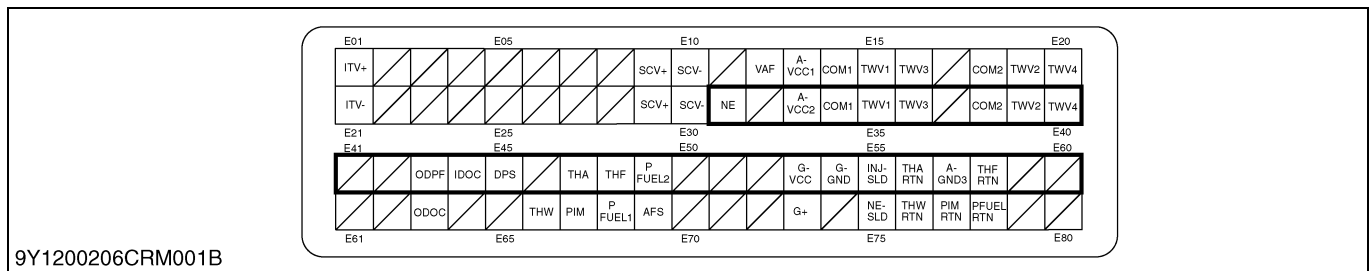 E01 E05 E10 E15 E20
ITV+ SCV+ SCV- VAF A-VCC1 COM1 TWV1 TWV3 COM2 TWV2 TWV4
ITV- SCV+ SCV- NE A-VCC2 COM1 TWV1 TWV3 COM2 TWV2 TWV4
E21 E25 E30 E35 E40
E41 E45 E50 E55 E60
ODPF IDOC DPS THA THF P FUEL2 G-VCC G-GND INJ-SLD THA RTN A-GND3 THF RTN
ODOC THW PIM P FUEL1 AFS G+ NE-SLD THW RTN PIM RTN PFUEL RTN
E61 E65 E70 E75 E80
9Y1200206CRM001B